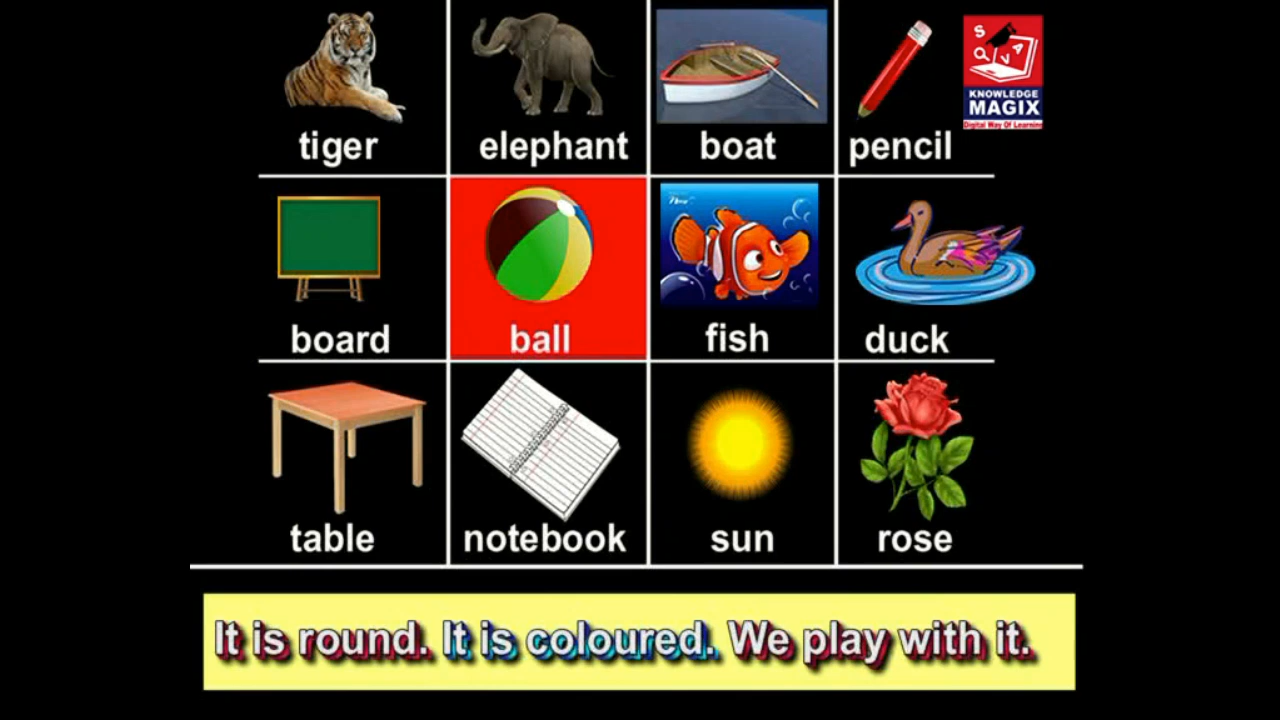 tiger elephant boat pencil
KNOWLEDGE
MAGIX
Digital Way Of Learning
board ball fish duck
table notebook sun rose
It is round. It is coloured. We play with it.